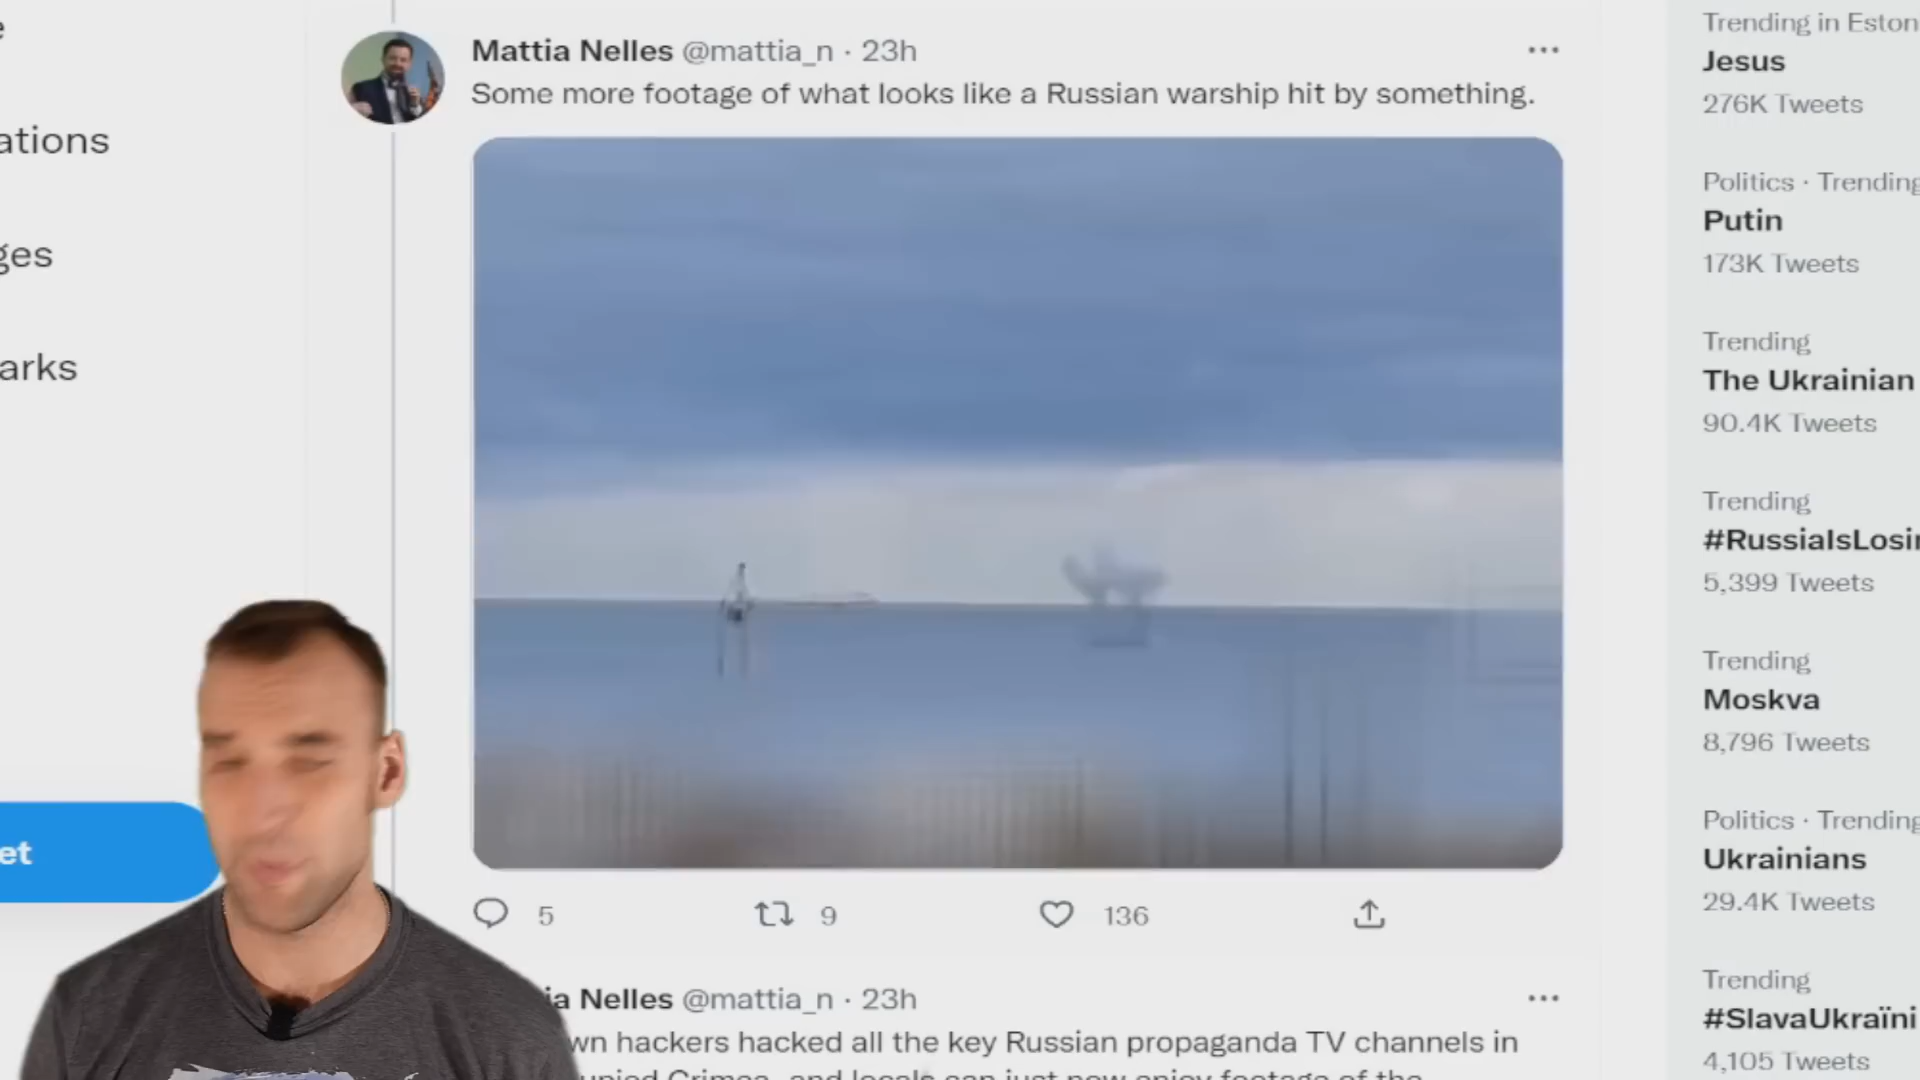 e
ations
ges
arks
et
Mattia Nelles @mattia_n · 23h
Some more footage of what looks like a Russian warship hit by something.
5 9 136
ia Nelles @mattia_n · 23h
wn hackers hacked all the key Russian propaganda TV channels in
upied Crimea, and locals can just now enjoy footage of the
Trending in Eston
Jesus
276K Tweets
Politics · Trending
Putin
173K Tweets
Trending
The Ukrainian
90.4K Tweets
Trending
#RussiaIsLosin
5,399 Tweets
Trending
Moskva
8,796 Tweets
Politics · Trending
Ukrainians
29.4K Tweets
Trending
#SlavaUkraïni
4,105 Tweets